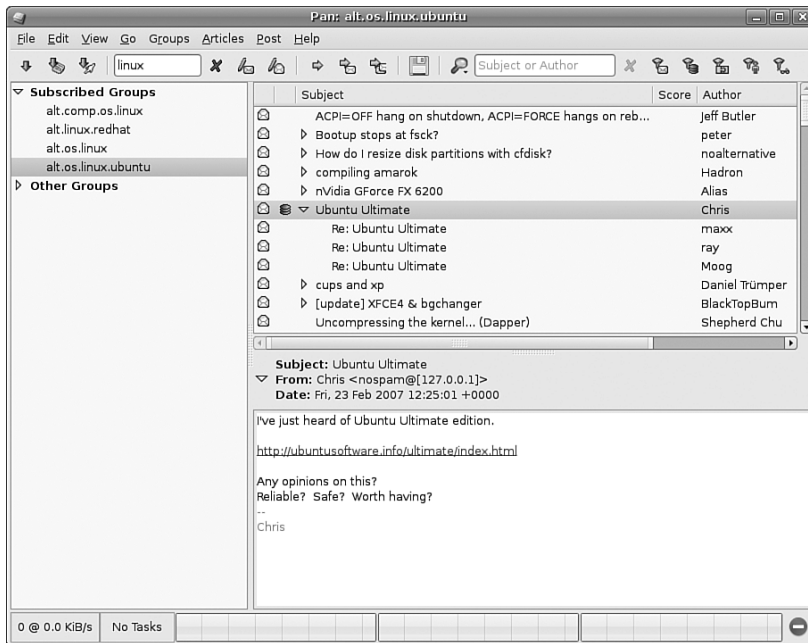 Pan: alt.os.linux.ubuntu
File Edit View Go Groups Articles Post Help
linux
Subject or Author
Subscribed Groups
alt.comp.os.linux
alt.linux.redhat
alt.os.linux
alt.os.linux.ubuntu
Other Groups
Subject Score Author
ACPI=OFF hang on shutdown, ACPI=FORCE hangs on reb... Jeff Butler
Bootup stops at fsck? peter
How do I resize disk partitions with cfdisk? noalternative
compiling amarok Hadron
nVidia GForce FX 6200 Alias
Ubuntu Ultimate Chris
Re: Ubuntu Ultimate maxx
Re: Ubuntu Ultimate ray
Re: Ubuntu Ultimate Moog
cups and xp Daniel Trümper
[update] XFCE4 & bgchanger BlackTopBum
Uncompressing the kernel... (Dapper) Shepherd Chu
Subject: Ubuntu Ultimate
From: Chris <nospam@[127.0.0.1]>
Date: Fri, 23 Feb 2007 12:25:01 +0000
I've just heard of Ubuntu Ultimate edition.
http://ubuntusoftware.info/ultimate/index.html
Any opinions on this?
Reliable? Safe? Worth having?
--
Chris
0 @ 0.0 KiB/s No Tasks